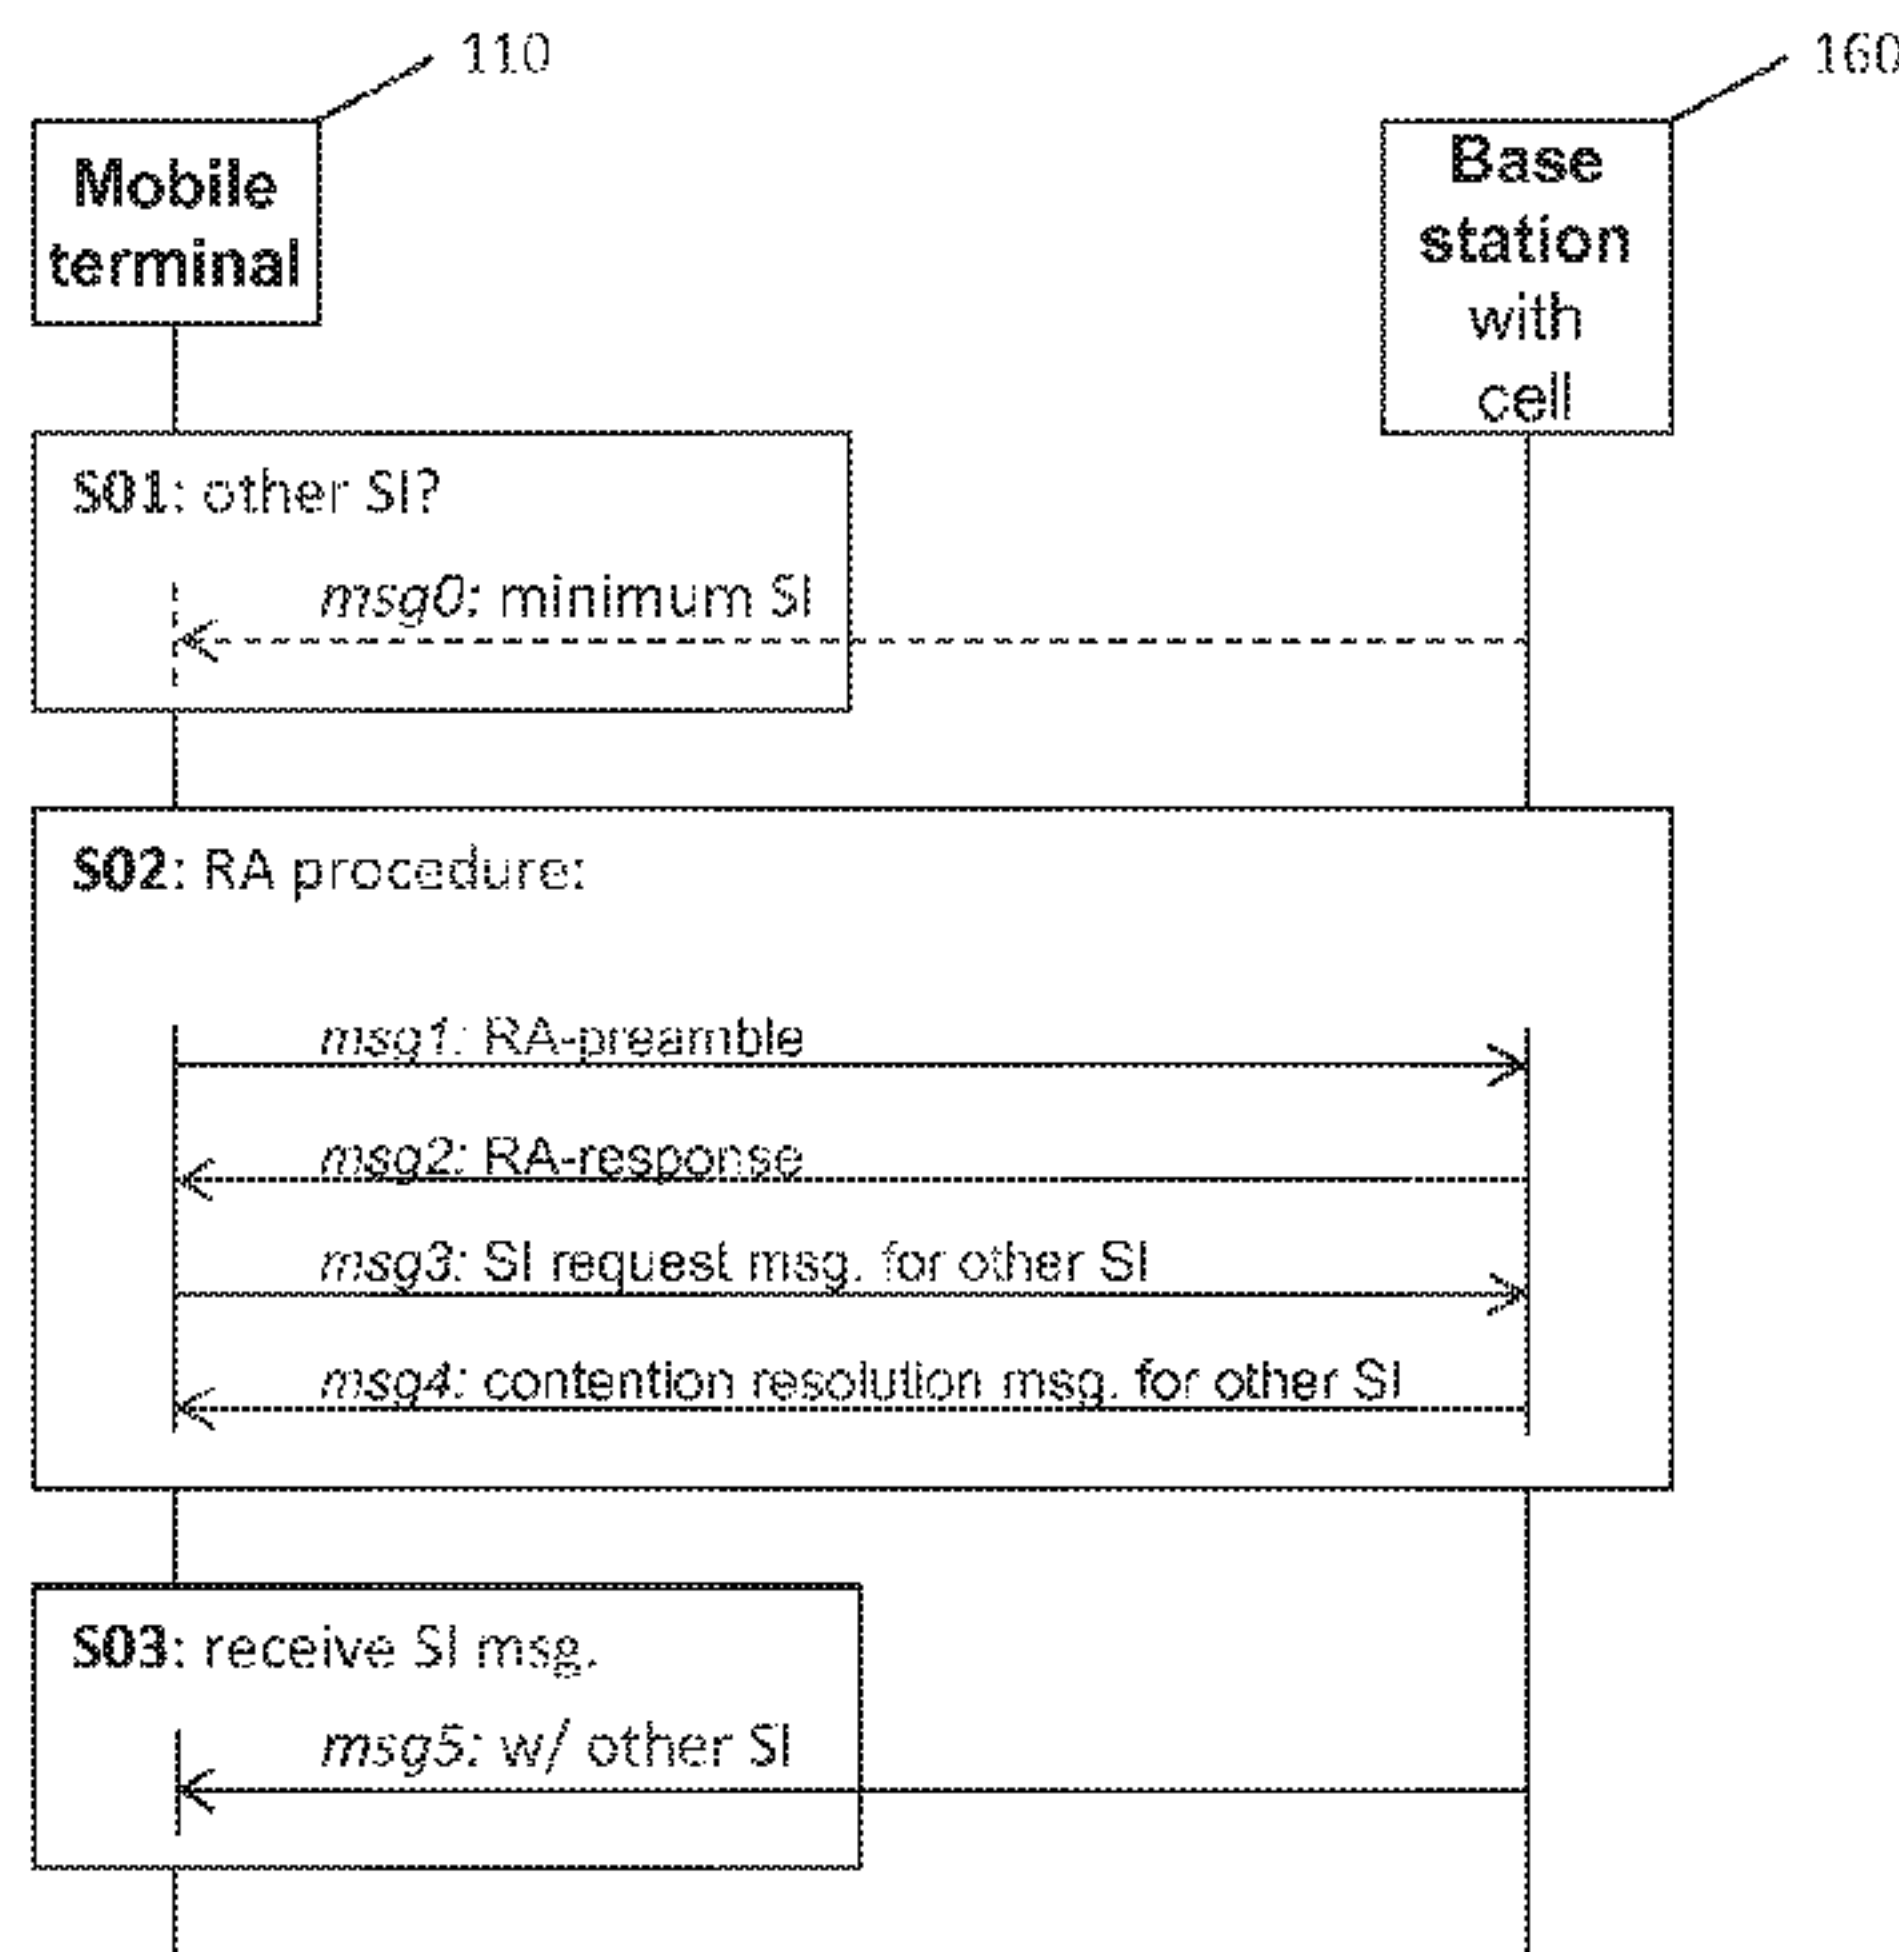 110
160
Mobile
terminal
Base
station
with
cell
S01: other SI?
msg0: minimum SI
S02: RA procedure:
msg1: RA-preamble
msg2: RA-response
msg3: SI request msg. for other SI
msg4: contention resolution msg. for other SI
S03: receive SI msg.
msg5: w/ other SI